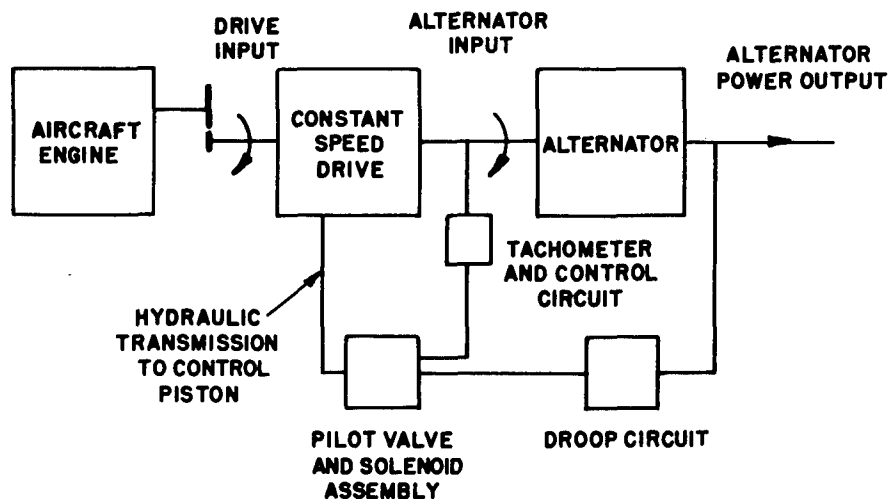 DRIVE
INPUT
ALTERNATOR
INPUT
ALTERNATOR
POWER OUTPUT
AIRCRAFT
ENGINE
CONSTANT
SPEED
DRIVE
ALTERNATOR
TACHOMETER
AND CONTROL
CIRCUIT
HYDRAULIC
TRANSMISSION
TO CONTROL
PISTON
PILOT VALVE
AND SOLENOID
ASSEMBLY
DROOP CIRCUIT